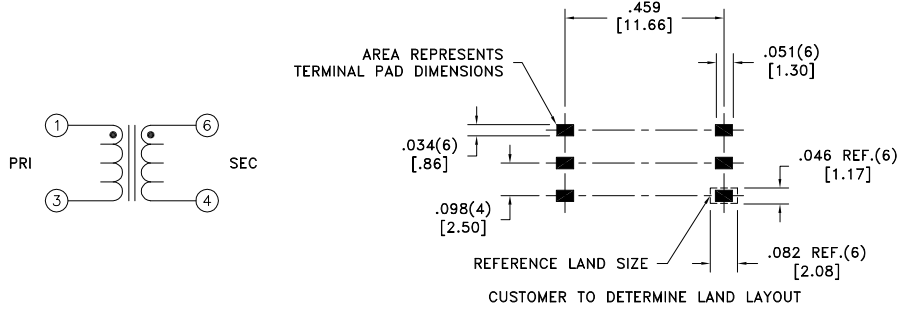 .459
[11.66]
AREA REPRESENTS
TERMINAL PAD DIMENSIONS
.051(6)
[1.30]
1
6
PRI
SEC
3
4
.034(6)
[.86]
.046 REF.(6)
[1.17]
.098(4)
[2.50]
REFERENCE LAND SIZE
.082 REF.(6)
[2.08]
CUSTOMER TO DETERMINE LAND LAYOUT